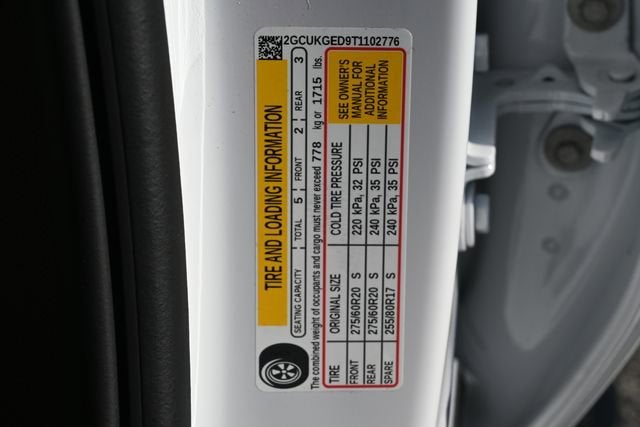 2GCUKGED9T1102776
TIRE AND LOADING INFORMATION
SEATING CAPACITY TOTAL 5 FRONT 2 REAR 3
The combined weight of occupants and cargo must never exceed 778 kg or 1715 lbs.
TIRE ORIGINAL SIZE COLD TIRE PRESSURE
FRONT 275/60R20 S 220 kPa, 32 PSI
REAR 275/60R20 S 240 kPa, 35 PSI
SPARE 255/80R17 S 240 kPa, 35 PSI
SEE OWNER'S
MANUAL FOR
ADDITIONAL
INFORMATION